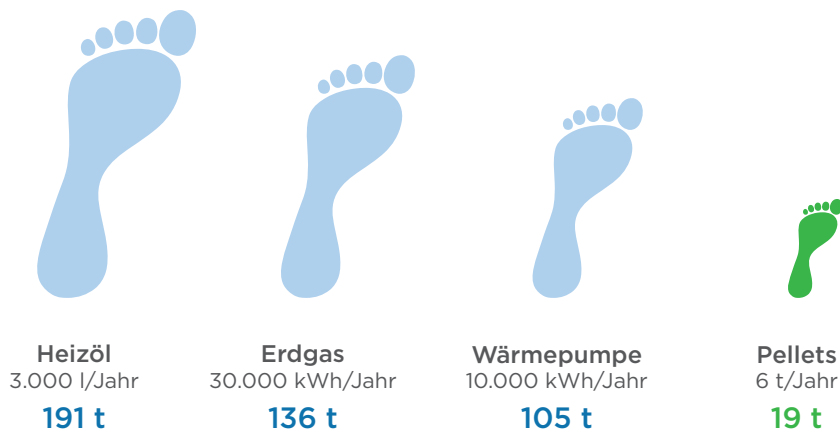 Heizöl
3.000 l/Jahr
191 t
Erdgas
30.000 kWh/Jahr
136 t
Wärmepumpe
10.000 kWh/Jahr
105 t
Pellets
6 t/Jahr
19 t